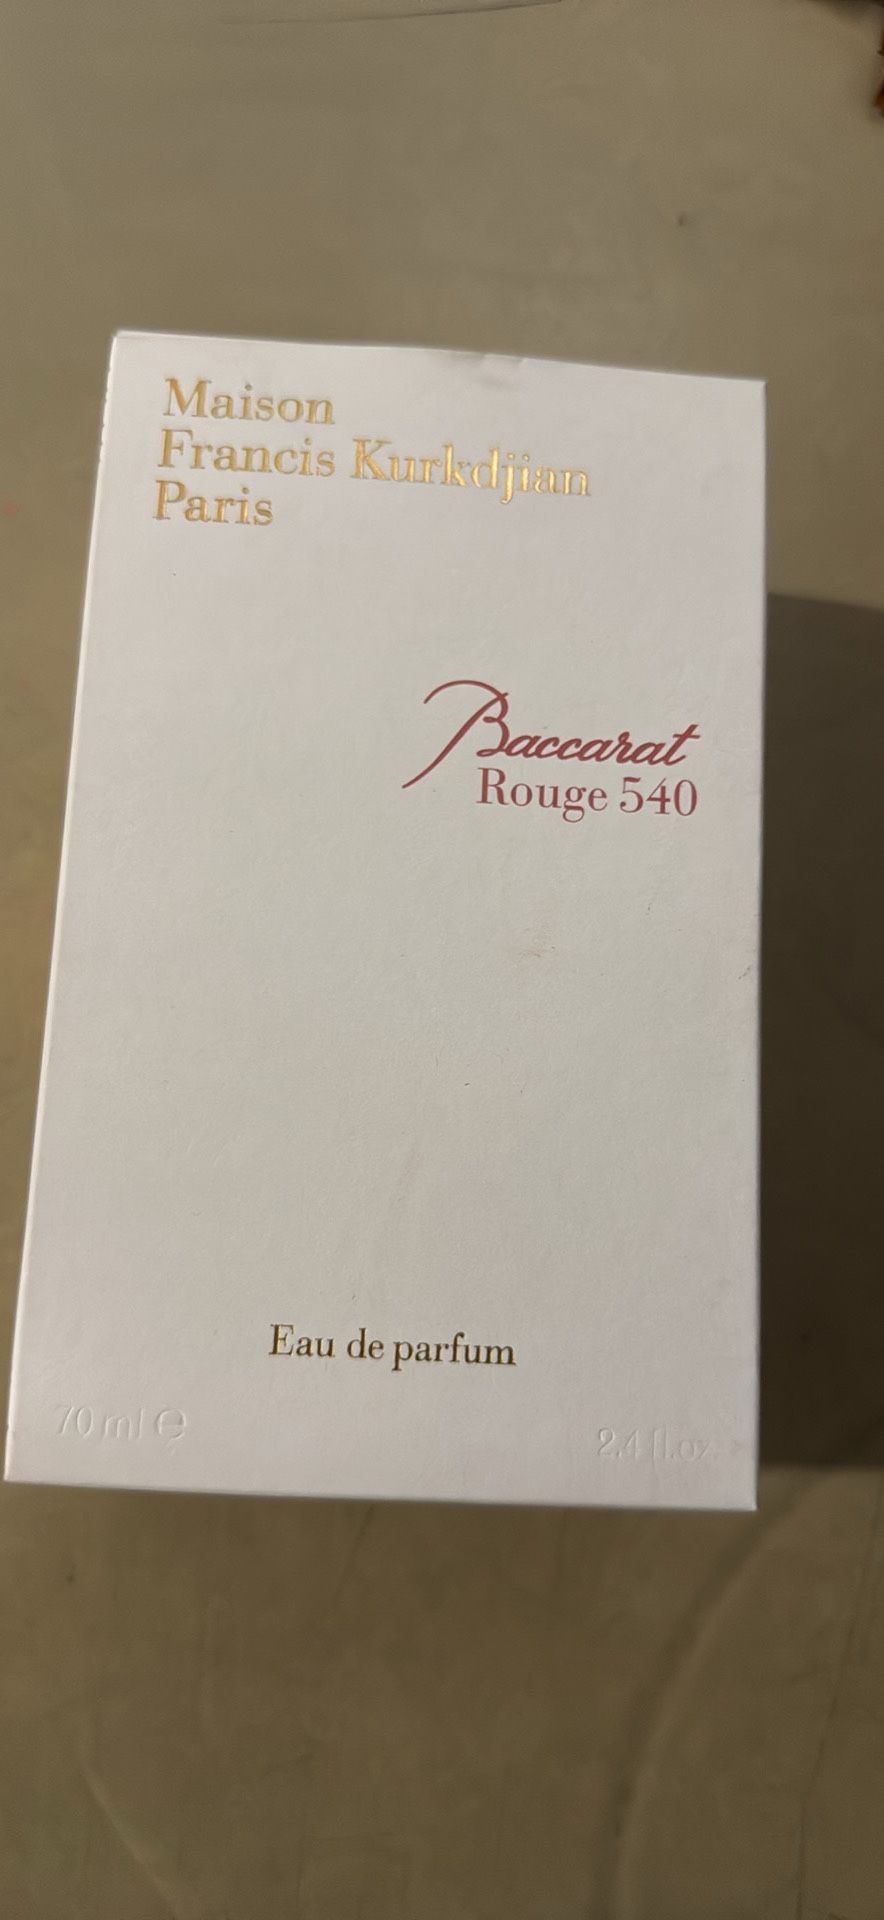 Maison
Francis Kurkdjian
Paris
Baccarat
Rouge 540
Eau de parfum
70 ml ℮
2.4 fl.oz.